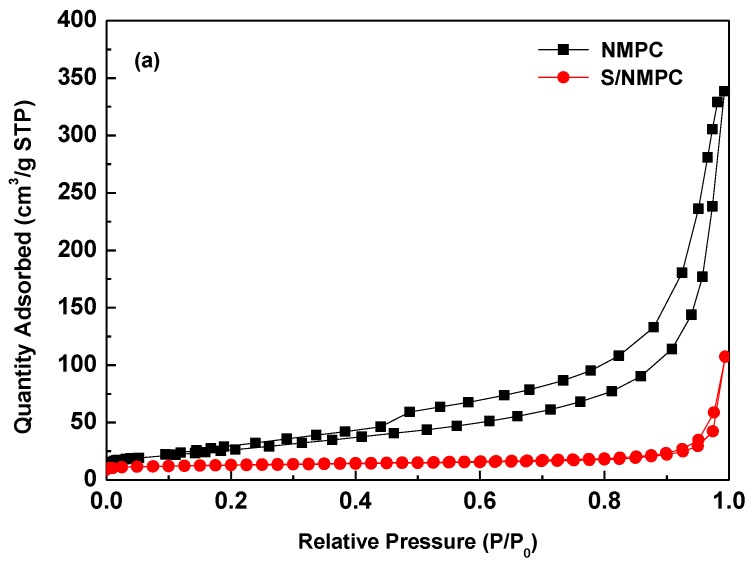 400
(a)
NMPC
S/NMPC
350
300
250
200
150
100
50
0
Quantity Adsorbed (cm³/g STP)
0.0 0.2 0.4 0.6 0.8 1.0
Relative Pressure (P/P₀)